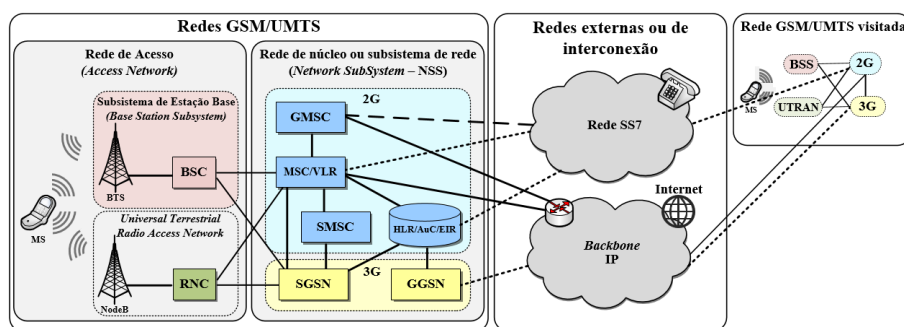 Redes GSM/UMTS
Rede de Acesso
(Access Network)
Subsistema de Estação Base
(Base Station Subsystem)
BTS
BSC
MS
Universal Terrestrial
Radio Access Network
NodeB
RNC
Rede de núcleo ou subsistema de rede
(Network SubSystem – NSS)
2G
GMSC
MSC/VLR
SMSC
HLR/AuC/EIR
3G
SGSN
GGSN
Redes externas ou de
interconexão
Rede SS7
Internet
Backbone
IP
Rede GSM/UMTS visitada
BSS
2G
MS
UTRAN
3G